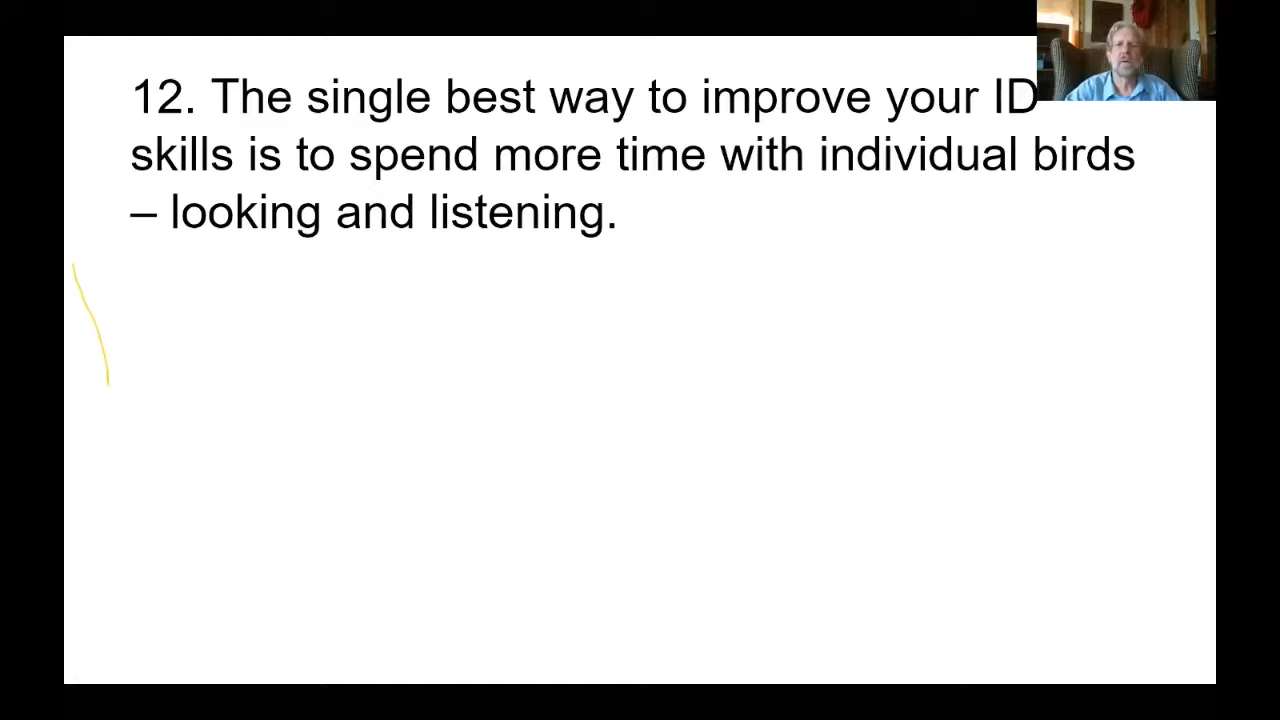 12. The single best way to improve your ID
skills is to spend more time with individual birds
– looking and listening.